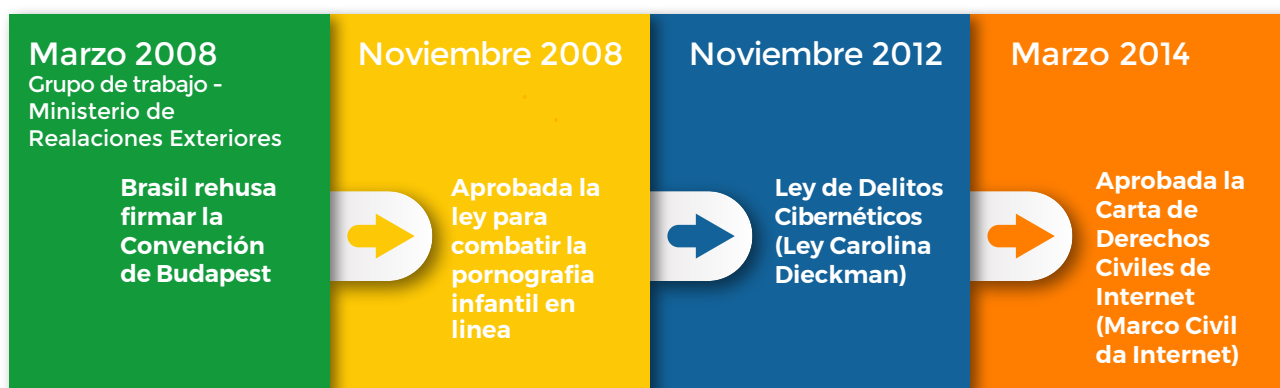 Marzo 2008
Grupo de trabajo -
Ministerio de
Realaciones Exteriores
Brasil rehusa
firmar la
Convención
de Budapest
Noviembre 2008
Aprobada la
ley para
combatir la
pornografia
infantil en
linea
Noviembre 2012
Ley de Delitos
Cibernéticos
(Ley Carolina
Dieckman)
Marzo 2014
Aprobada la
Carta de
Derechos
Civiles de
Internet
(Marco Civil
da Internet)